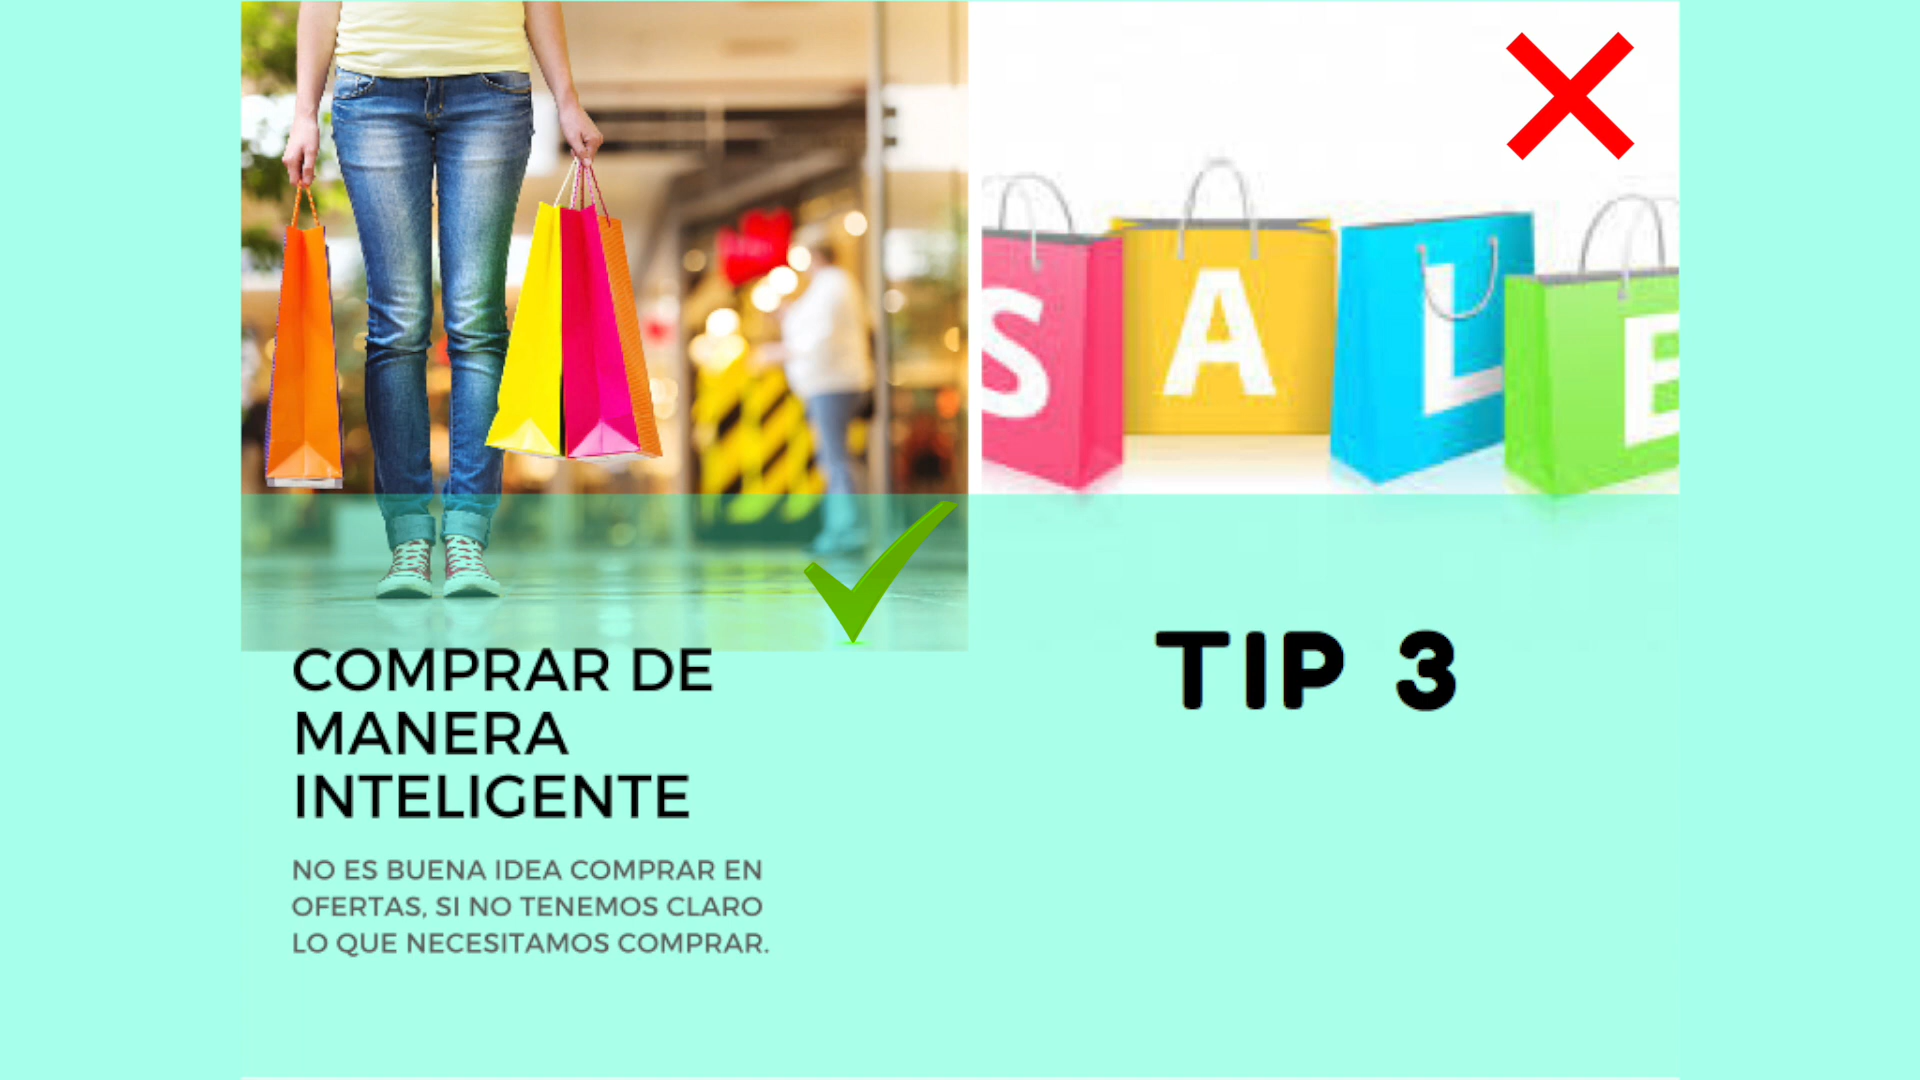 SALE
TIP 3
COMPRAR DE
MANERA
INTELIGENTE
NO ES BUENA IDEA COMPRAR EN
OFERTAS, SI NO TENEMOS CLARO
LO QUE NECESITAMOS COMPRAR.